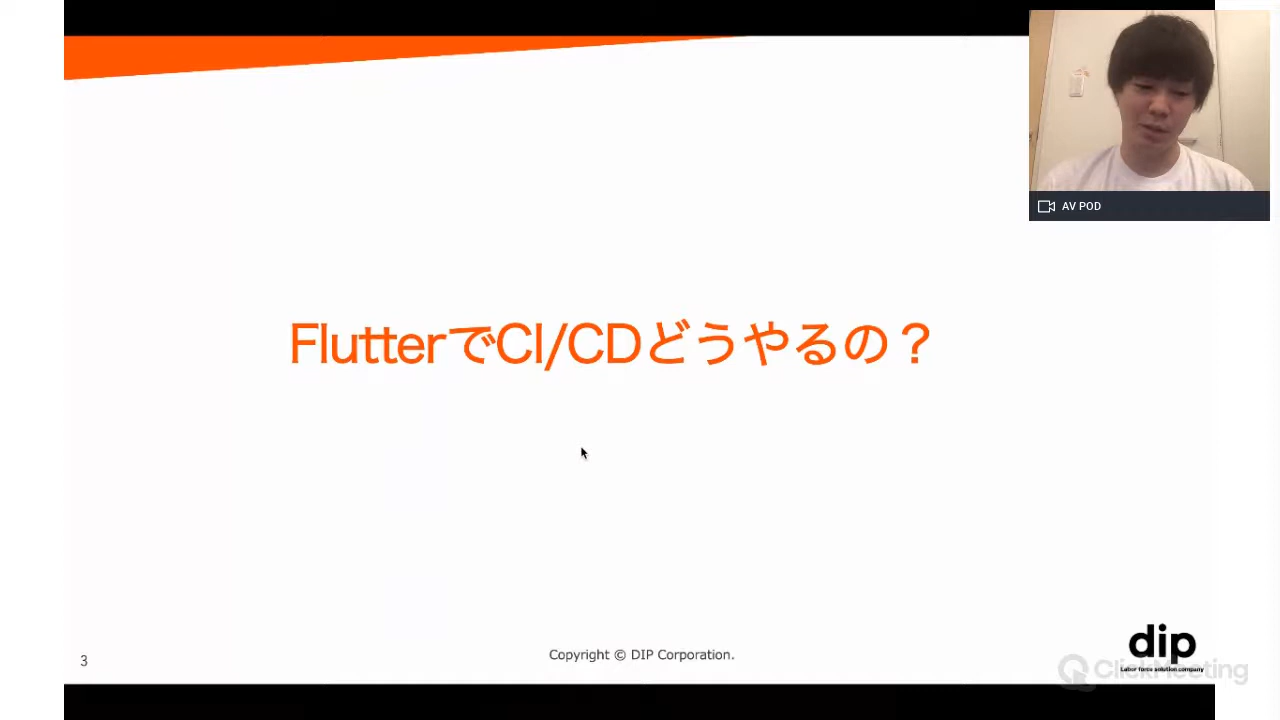 AV POD
FlutterでCI/CDどうやるの？
3
Copyright © DIP Corporation.
dip
Labor force solution company
ClickMeeting